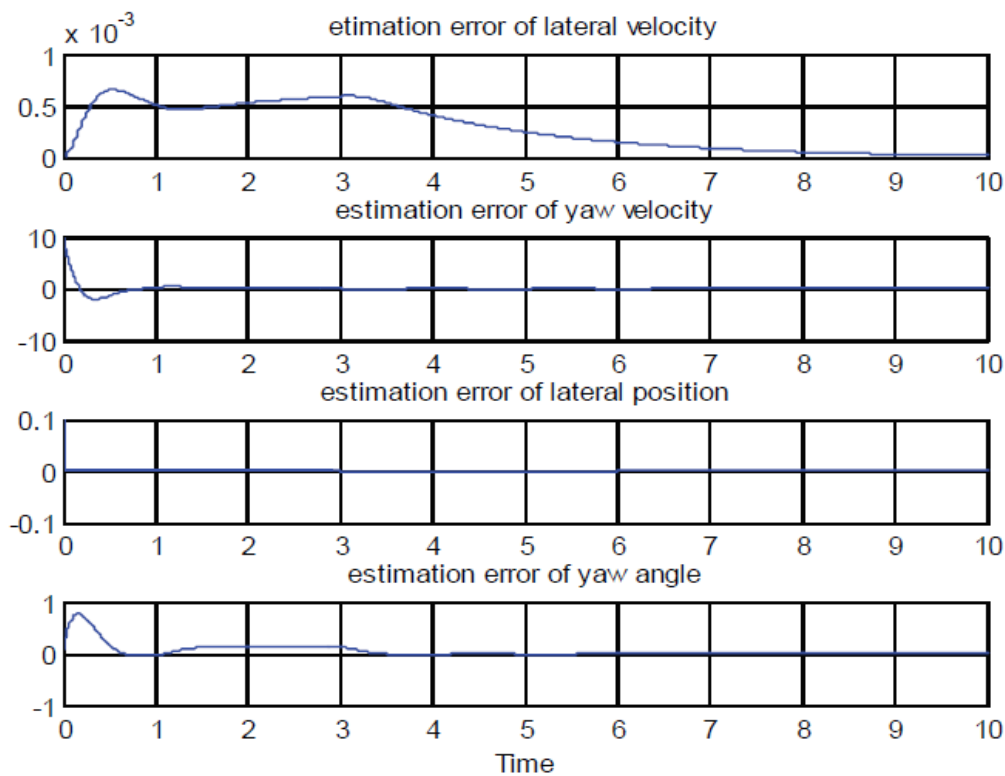 etimation error of lateral velocity
x 10-3
1
0.5
0
0 1 2 3 4 5 6 7 8 9 10
estimation error of yaw velocity
10
0
-10
0 1 2 3 4 5 6 7 8 9 10
estimation error of lateral position
0.1
0
-0.1
0 1 2 3 4 5 6 7 8 9 10
estimation error of yaw angle
1
0
-1
0 1 2 3 4 5 6 7 8 9 10
Time